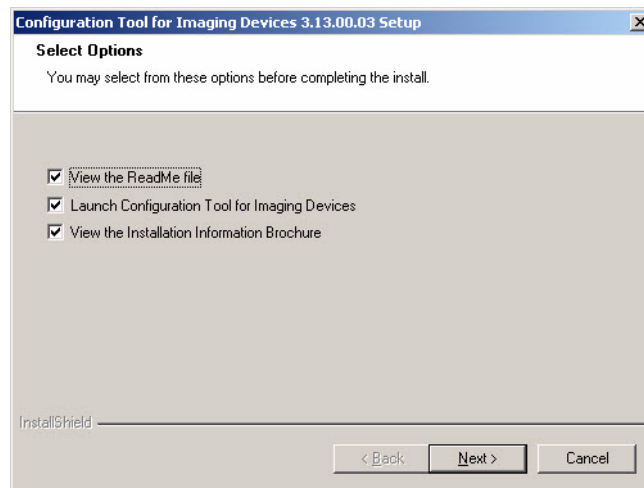 Configuration Tool for Imaging Devices 3.13.00.03 Setup
Select Options
You may select from these options before completing the install.
View the ReadMe file
Launch Configuration Tool for Imaging Devices
View the Installation Information Brochure
InstallShield
< Back
Next >
Cancel